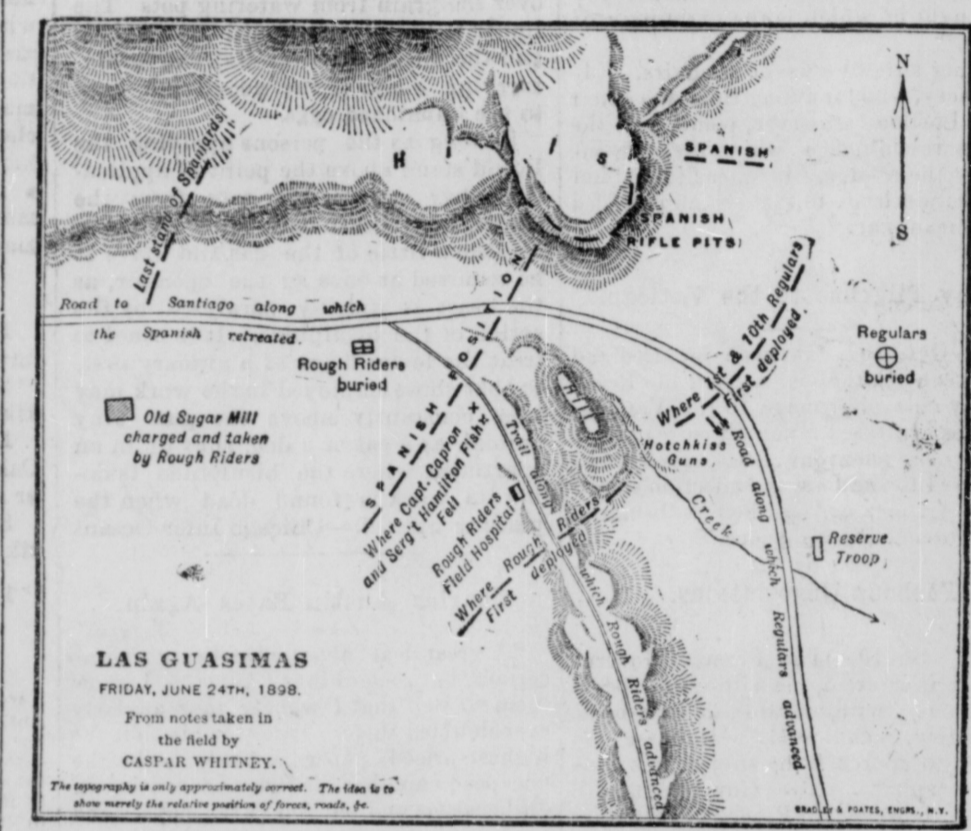 N
S
H I S
SPANISH
SPANISH
(RIFLE PITS)
Last stand of Spaniards.
Road to Santiago along which
the Spanish retreated.
Rough Riders
buried
Old Sugar Mill
charged and taken
by Rough Riders
SPANISH POSITION
Where Capt. Capron
and Serg't Hamilton Fish
Fell
Rough Riders
Field Hospital
Where Rough Riders
First deployed
Trail along which Rough Riders advanced
Where 1st & 10th Regulars
first deployed.
Hotchkiss
Guns.
Regulars
buried
Creek
Road along which Regulars advanced
Reserve
Troop
LAS GUASIMAS
FRIDAY, JUNE 24TH, 1898.
From notes taken in
the field by
CASPAR WHITNEY.
The topography is only approximately correct. The idea is to
show merely the relative position of forces, roads, &c.
BRADLEY & POATES, ENGRS., N.Y.